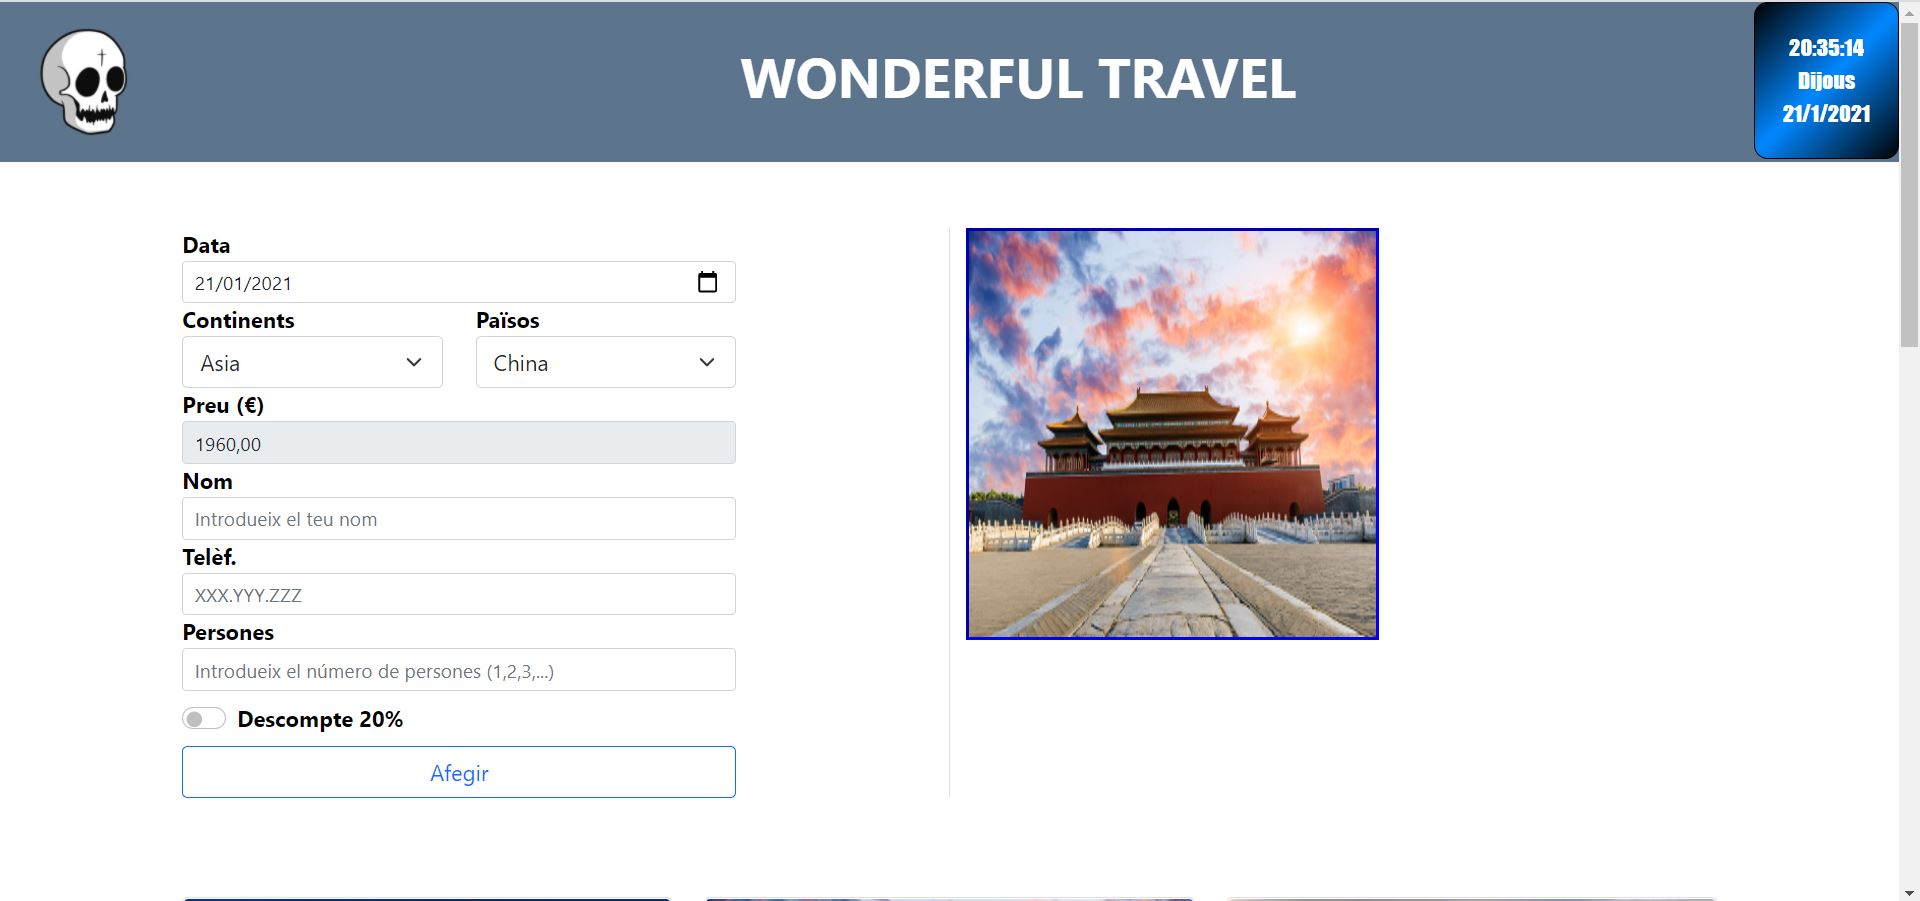 WONDERFUL TRAVEL
20:35:14
Dijous
21/1/2021
Data
21/01/2021
Continents
Països
Asia
China
Preu (€)
1960,00
Nom
Introdueix el teu nom
Telèf.
XXX.YYY.ZZZ
Persones
Introdueix el número de persones (1,2,3,...)
Descompte 20%
Afegir